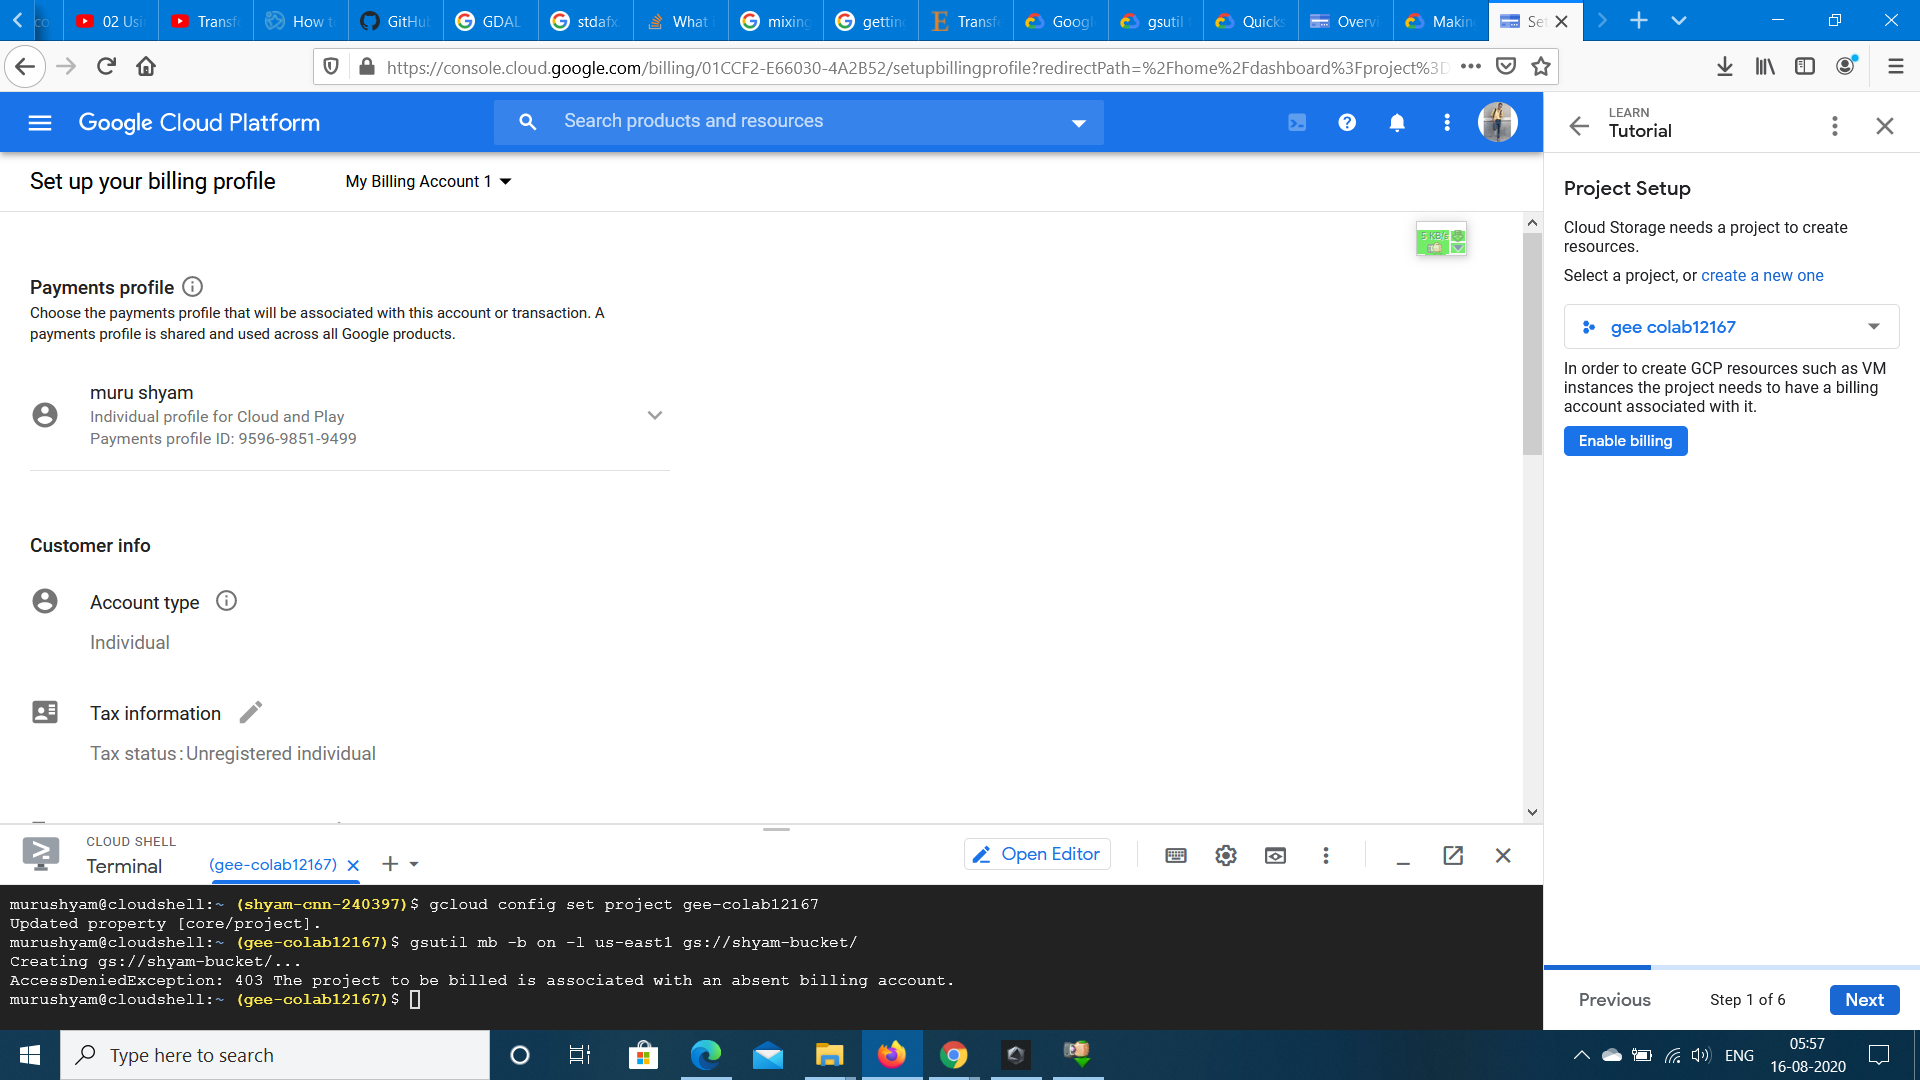 02 Usi
Transf
How t
GitHu
GDAL
stdafx
What i
mixing
getting
Transf
Google
gsutil
Quicks
Overvi
Makin
Set
https://console.cloud.google.com/billing/01CCF2-E66030-4A2B52/setupbillingprofile?redirectPath=%2Fhome%2Fdashboard%3Fproject%3D
Google Cloud Platform
Search products and resources
LEARN
Tutorial
Set up your billing profile
My Billing Account 1
5 KB/s
Payments profile
Choose the payments profile that will be associated with this account or transaction. A
payments profile is shared and used across all Google products.
muru shyam
Individual profile for Cloud and Play
Payments profile ID: 9596-9851-9499
Customer info
Account type
Individual
Tax information
Tax status : Unregistered individual
Project Setup
Cloud Storage needs a project to create
resources.
Select a project, or create a new one
gee colab12167
In order to create GCP resources such as VM
instances the project needs to have a billing
account associated with it.
Enable billing
CLOUD SHELL
Terminal
(gee-colab12167)
Open Editor
murushyam@cloudshell:~ (shyam-cnn-240397)$ gcloud config set project gee-colab12167
Updated property [core/project].
murushyam@cloudshell:~ (gee-colab12167)$ gsutil mb -b on -l us-east1 gs://shyam-bucket/
Creating gs://shyam-bucket/...
AccessDeniedException: 403 The project to be billed is associated with an absent billing account.
murushyam@cloudshell:~ (gee-colab12167)$
Previous
Step 1 of 6
Next
Type here to search
ENG
05:57
16-08-2020